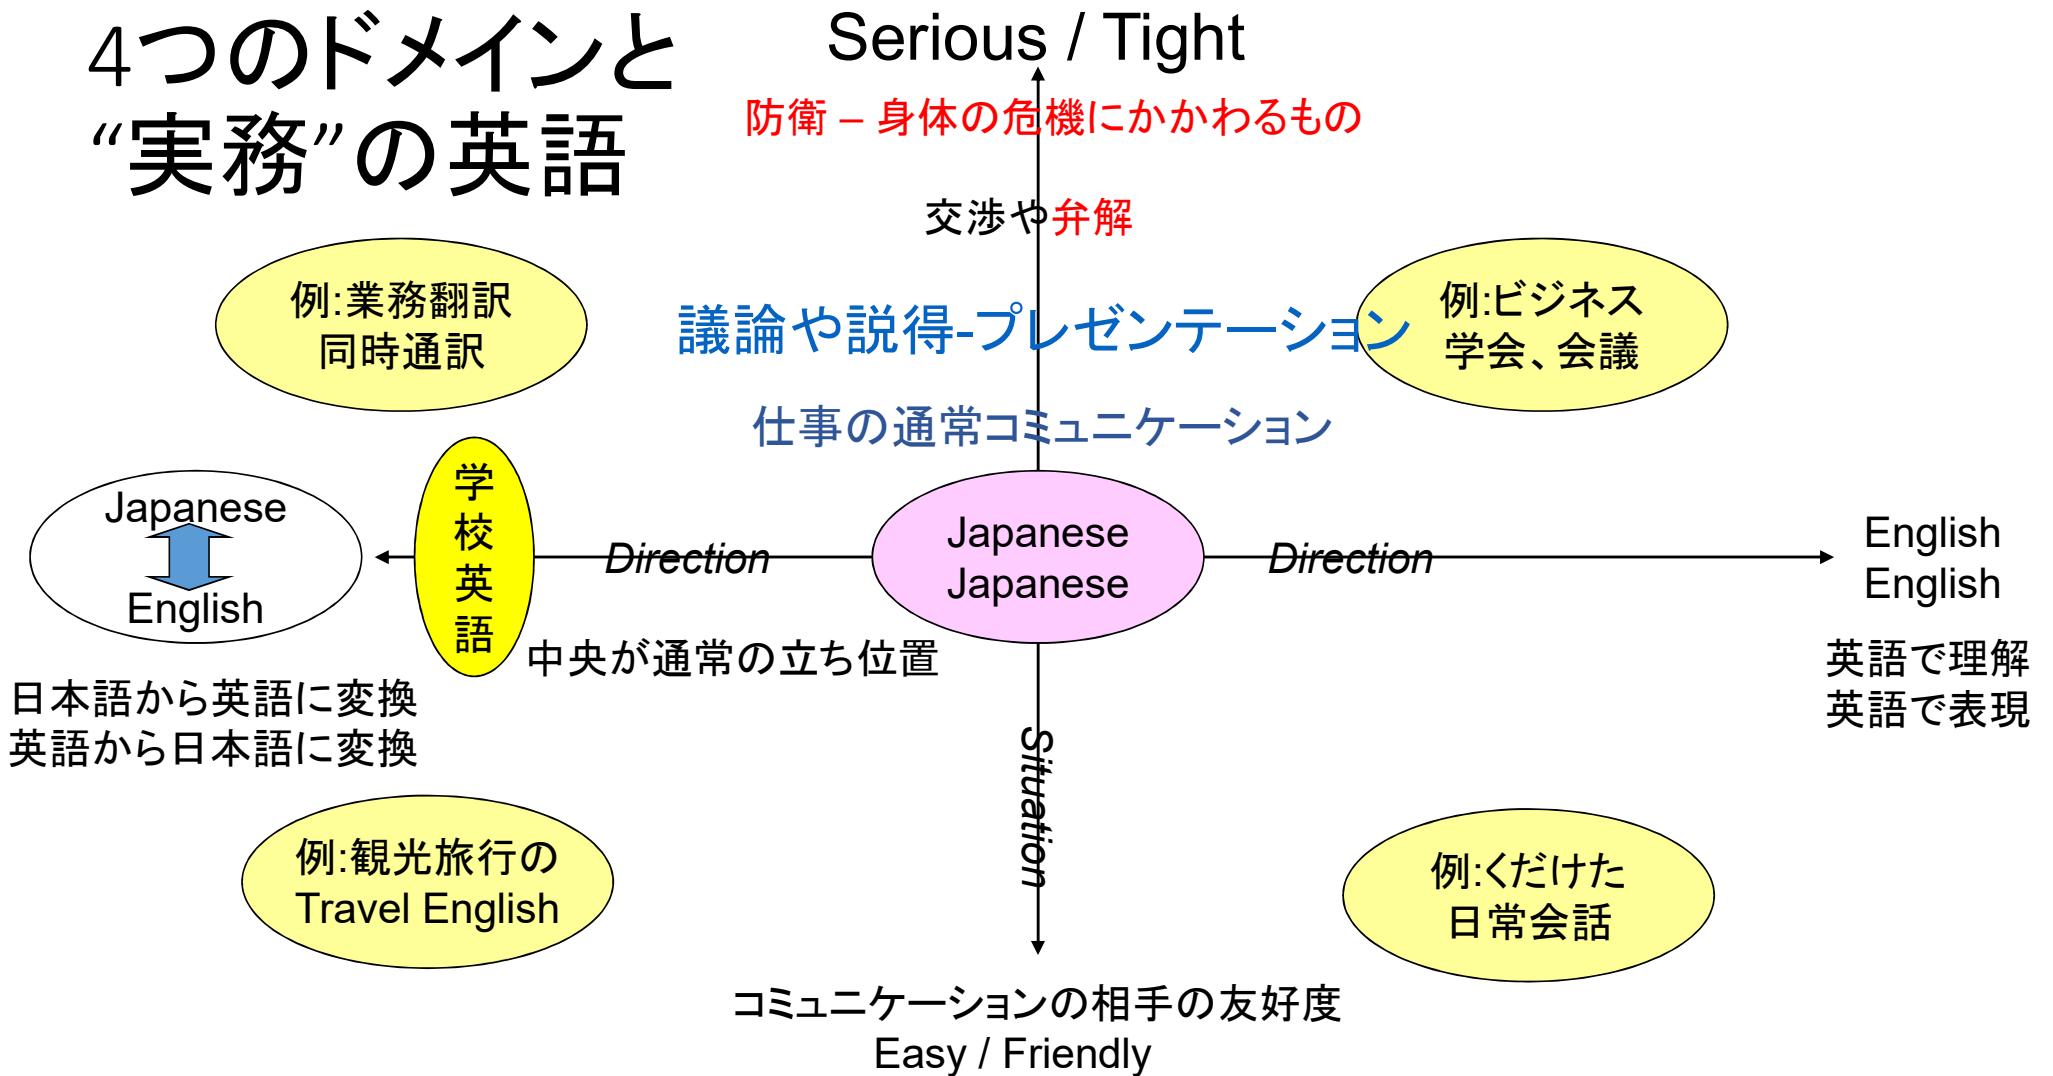 4つのドメインと
“実務”の英語
Serious / Tight
防衛 – 身体の危機にかかわるもの
交渉や弁解
例:業務翻訳
同時通訳
議論や説得-プレゼンテーション
例:ビジネス
学会、会議
仕事の通常コミュニケーション
Japanese
English
学
校
英
語
Direction
Japanese
Japanese
Direction
English
English
中央が通常の立ち位置
日本語から英語に変換
英語から日本語に変換
英語で理解
英語で表現
Situation
例:観光旅行の
Travel English
例:くだけた
日常会話
コミュニケーションの相手の友好度
Easy / Friendly